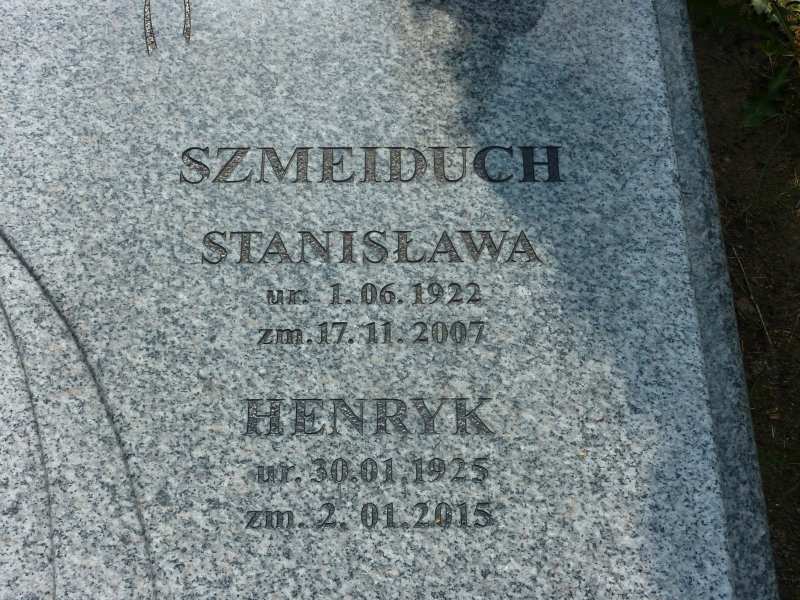 SZMEIDUCH
STANISŁAWA
ur. 1. 06. 1922
zm. 17. 11. 2007
HENRYK
ur. 30.01.1925
zm. 2. 01.2015